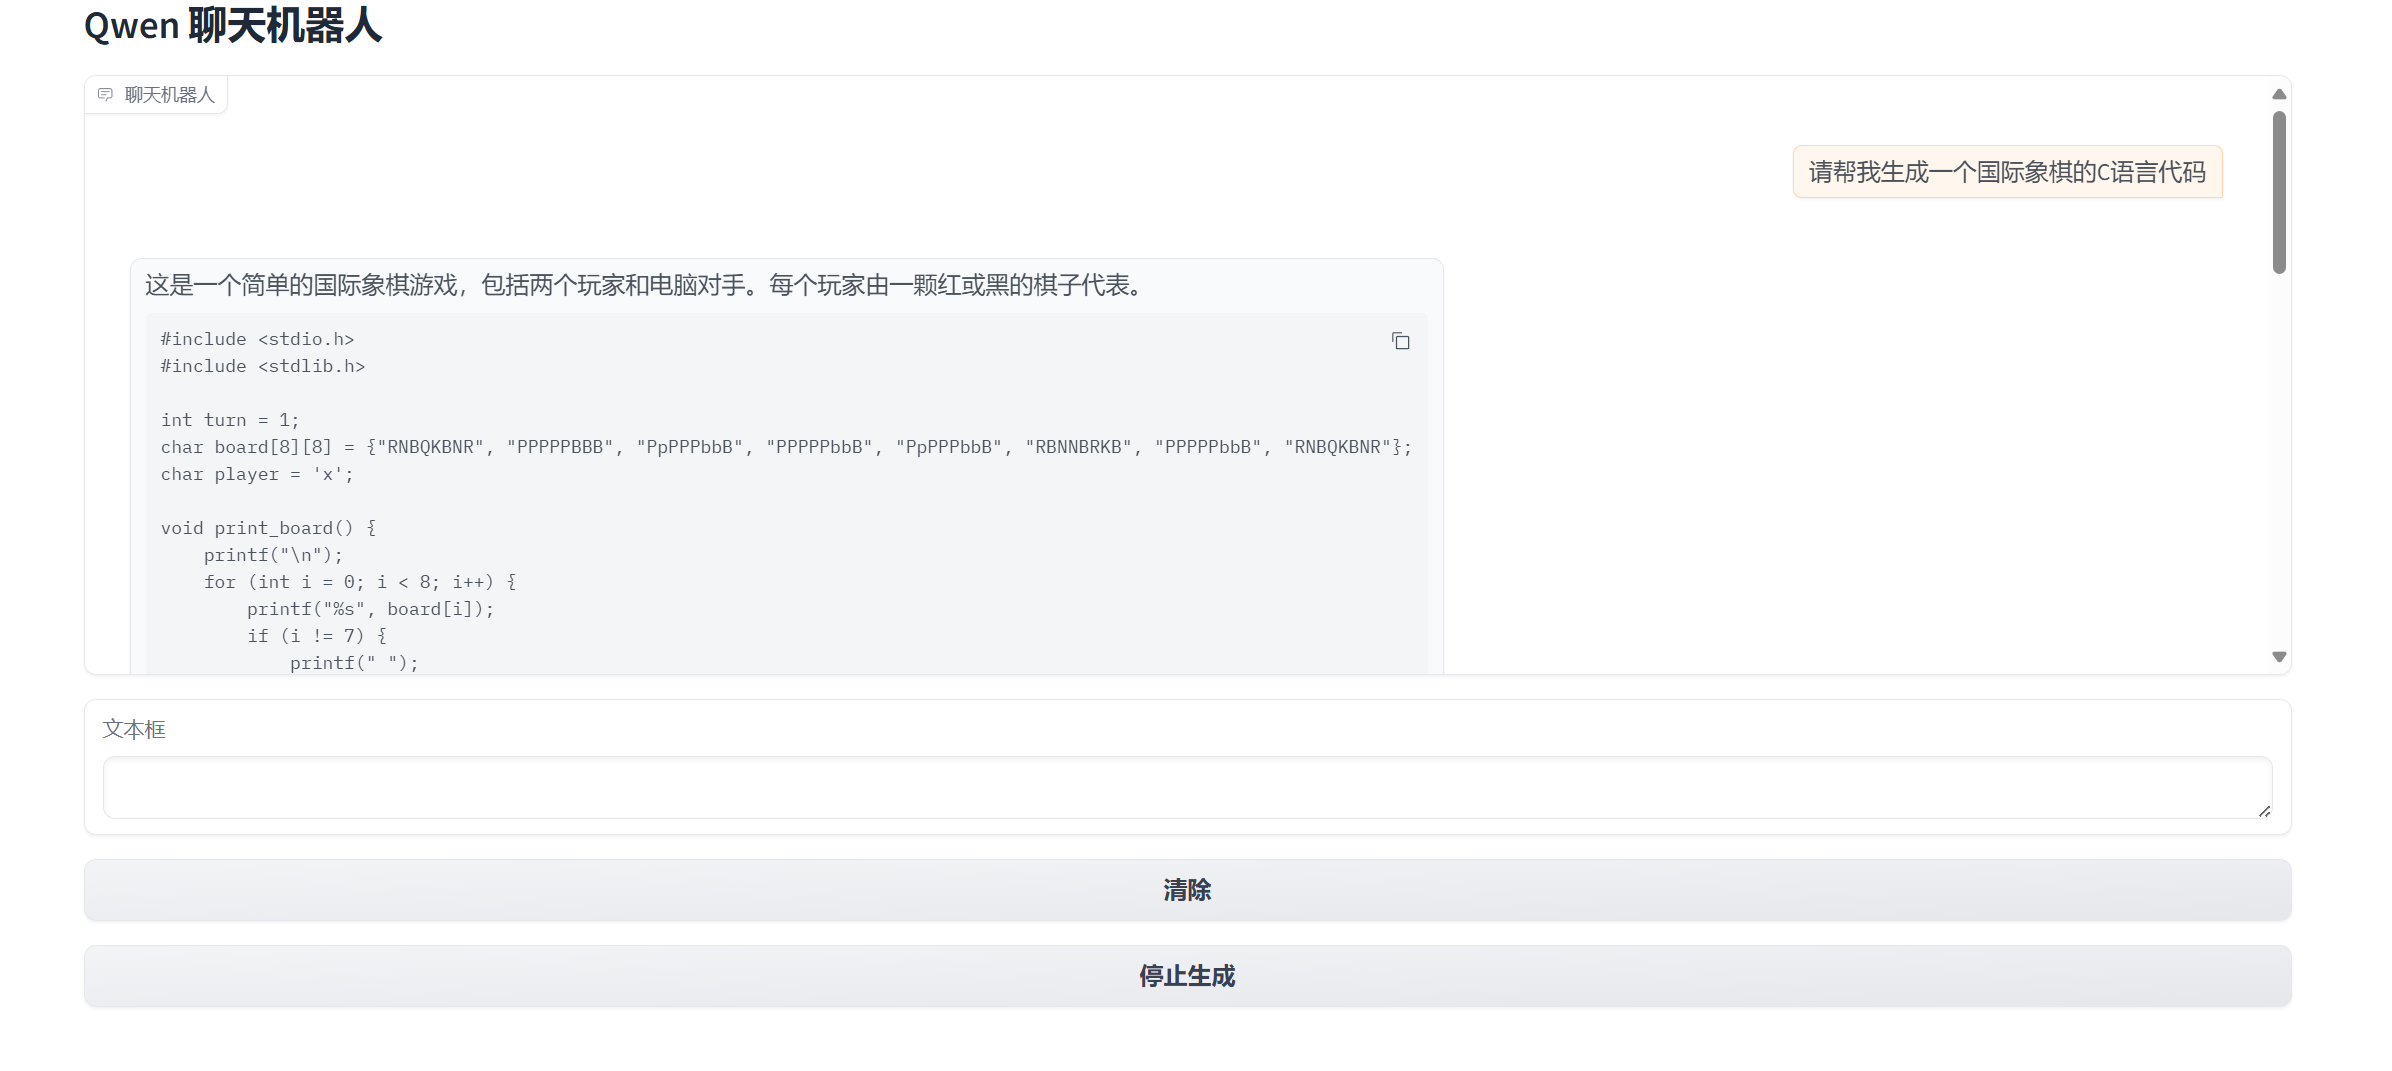 Qwen 聊天机器人
聊天机器人
请帮我生成一个国际象棋的C语言代码
这是一个简单的国际象棋游戏，包括两个玩家和电脑对手。每个玩家由一颗红或黑的棋子代表。
#include <stdio.h>
#include <stdlib.h>
int turn = 1;
char board[8][8] = {"RNBQKBNR", "PPPPPBBB", "PpPPPbbB", "PPPPPbbB", "PpPPPbbB", "RBNNBRKB", "PPPPPbbB", "RNBQKBNR"};
char player = 'x';
void print_board() {
    printf("\n");
    for (int i = 0; i < 8; i++) {
        printf("%s", board[i]);
        if (i != 7) {
            printf(" ");
文本框
清除
停止生成